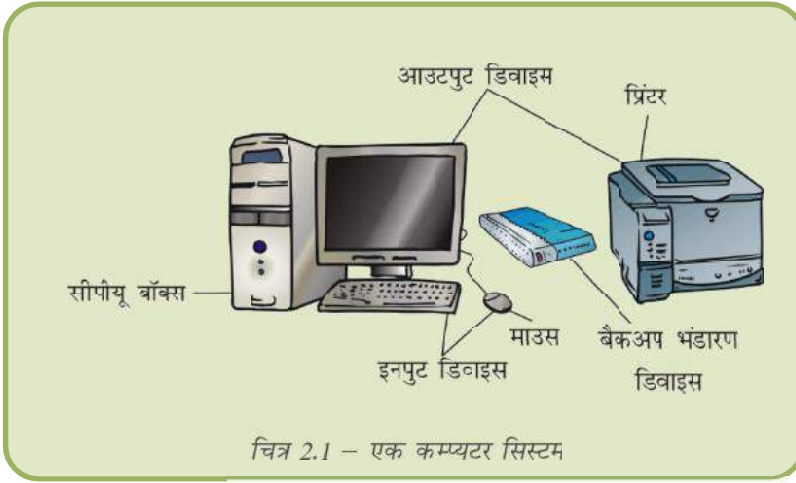 आउटपुट डिवाइस
प्रिंटर
सीपीयू बॉक्स
माउस
इनपुट डिवाइस
बैकअप भंडारण
डिवाइस
चित्र 2.1 – एक कम्प्यटर सिस्टम